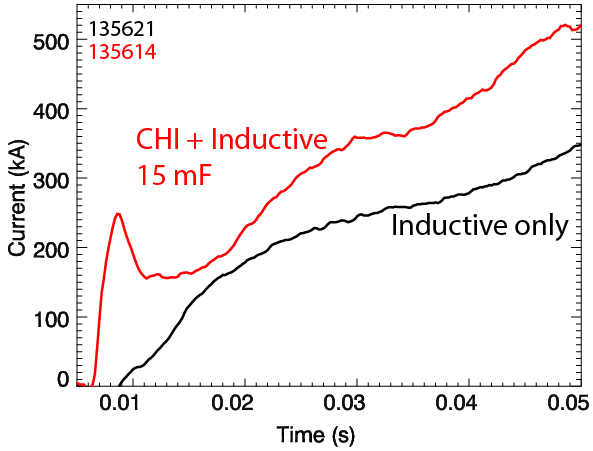 135621
135614
CHI + Inductive
15 mF
Inductive only
Current (kA)
500
400
300
200
100
0
0.01 0.02 0.03 0.04 0.05
Time (s)